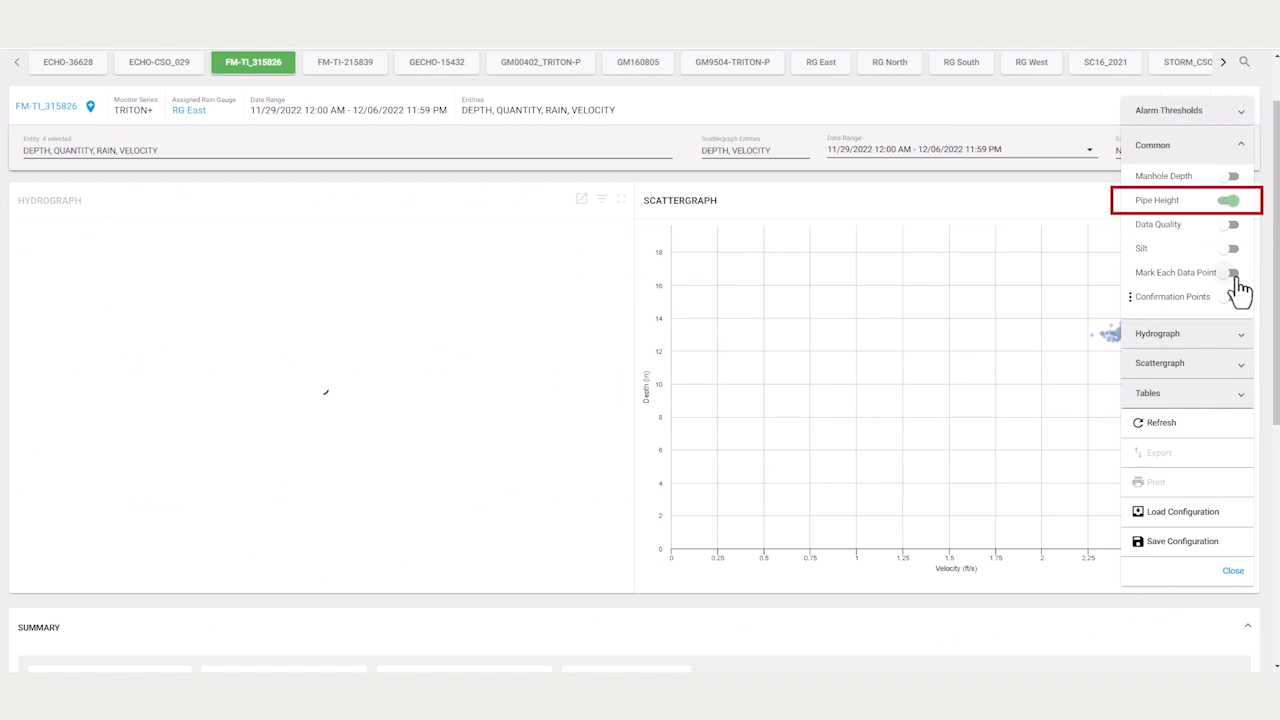 ECHO-36628 ECHO-CSO_029 FM-TI_315826 FM-TI-215839 GECHO-15432 GM00402_TRITON-P GM160805 GM9504-TRITON-P RG East RG North RG South RG West SC16_2021 STORM_CSO
FM-TI_315826
Monitor Series
TRITON+
Assigned Rain Gauge
RG East
Date Range
11/29/2022 12:00 AM - 12/06/2022 11:59 PM
Entities
DEPTH, QUANTITY, RAIN, VELOCITY
Entity: 4 selected
DEPTH, QUANTITY, RAIN, VELOCITY
Scattergraph Entities
DEPTH, VELOCITY
Date Range:
11/29/2022 12:00 AM - 12/06/2022 11:59 PM
HYDROGRAPH
SCATTERGRAPH
18
16
14
12
10
8
6
4
2
0
Depth (in)
0 0.25 0.5 0.75 1 1.25 1.5 1.75 2 2.25
Velocity (ft/s)
Alarm Thresholds
Common
Manhole Depth
Pipe Height
Data Quality
Silt
Mark Each Data Point
Confirmation Points
Hydrograph
Scattergraph
Tables
Refresh
Export
Print
Load Configuration
Save Configuration
Close
SUMMARY